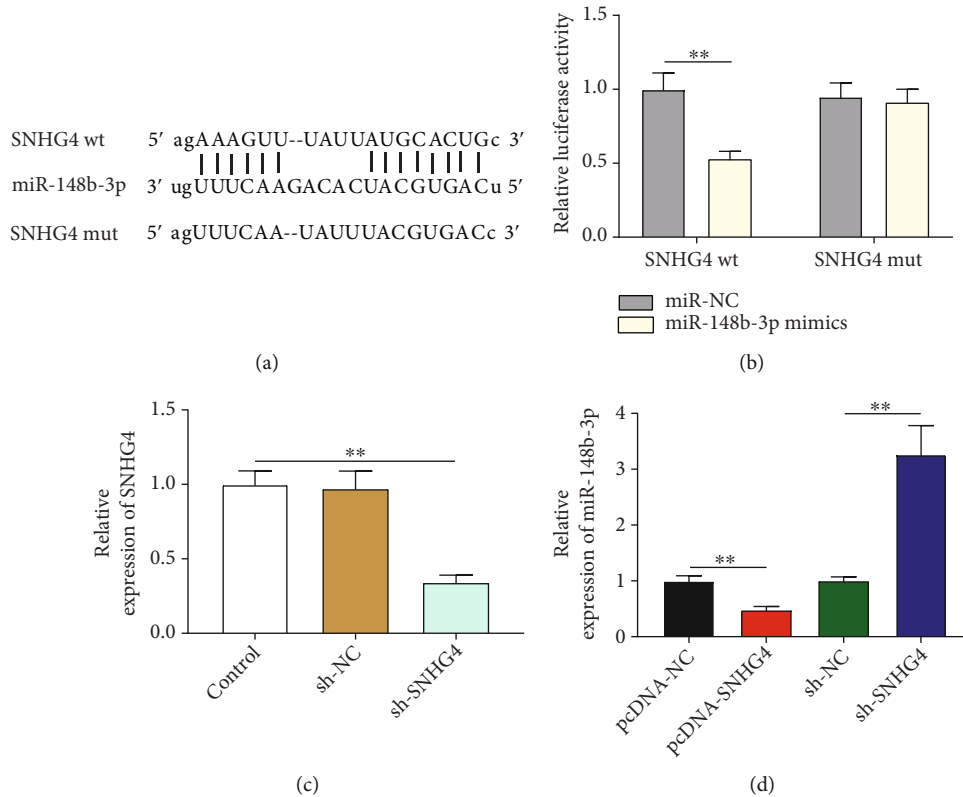 SNHG4 wt 5′ agAAAGUU--UAUUAUGCACUGc 3′
miR-148b-3p 3′ ugUUUCAAGACACUACGUGACu 5′
SNHG4 mut 5′ agUUUCAA--UAUUUACGUGACc 3′
(a)
Relative luciferase activity
1.5
1.0
0.5
0.0
**
SNHG4 wt
SNHG4 mut
miR-NC
miR-148b-3p mimics
(b)
Relative
expression of SNHG4
1.5
1.0
0.5
0.0
**
Control
sh-NC
sh-SNHG4
(c)
Relative
expression of miR-148b-3p
4
3
2
1
0
**
**
pcDNA-NC
pcDNA-SNHG4
sh-NC
sh-SNHG4
(d)